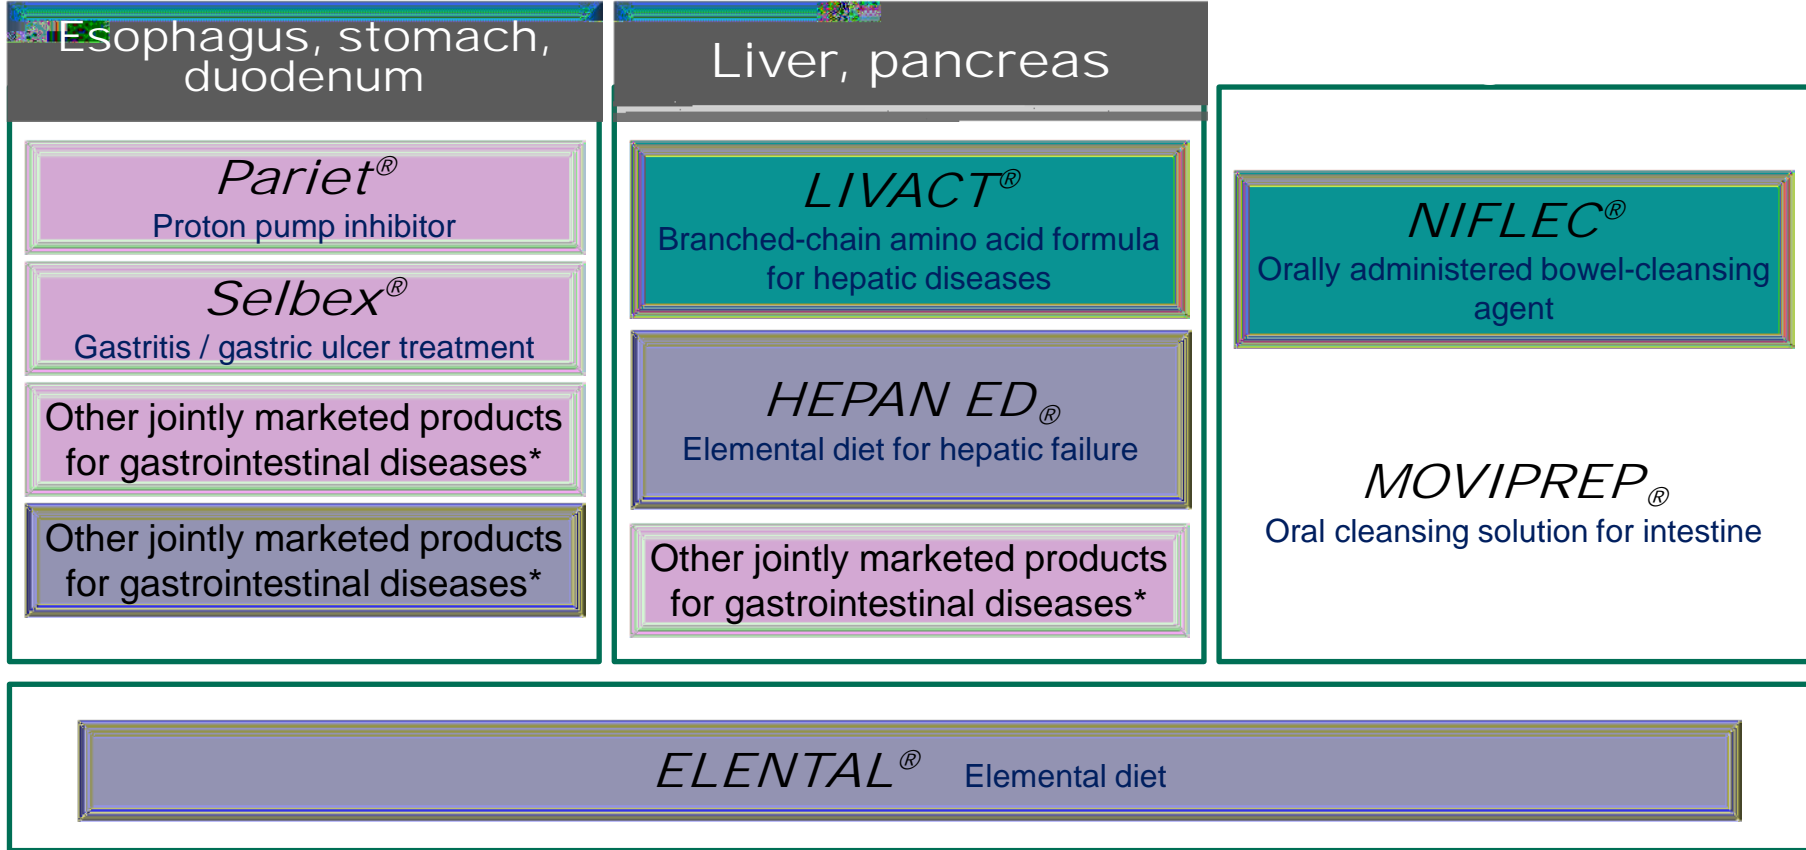 Esophagus, stomach,
duodenum
Pariet®
Proton pump inhibitor
Selbex®
Gastritis / gastric ulcer treatment
Other jointly marketed products
for gastrointestinal diseases*
Other jointly marketed products
for gastrointestinal diseases*
Liver, pancreas
LIVACT®
Branched-chain amino acid formula
for hepatic diseases
HEPAN ED®
Elemental diet for hepatic failure
Other jointly marketed products
for gastrointestinal diseases*
NIFLEC®
Orally administered bowel-cleansing
agent
MOVIPREP®
Oral cleansing solution for intestine
ELENTAL® Elemental diet